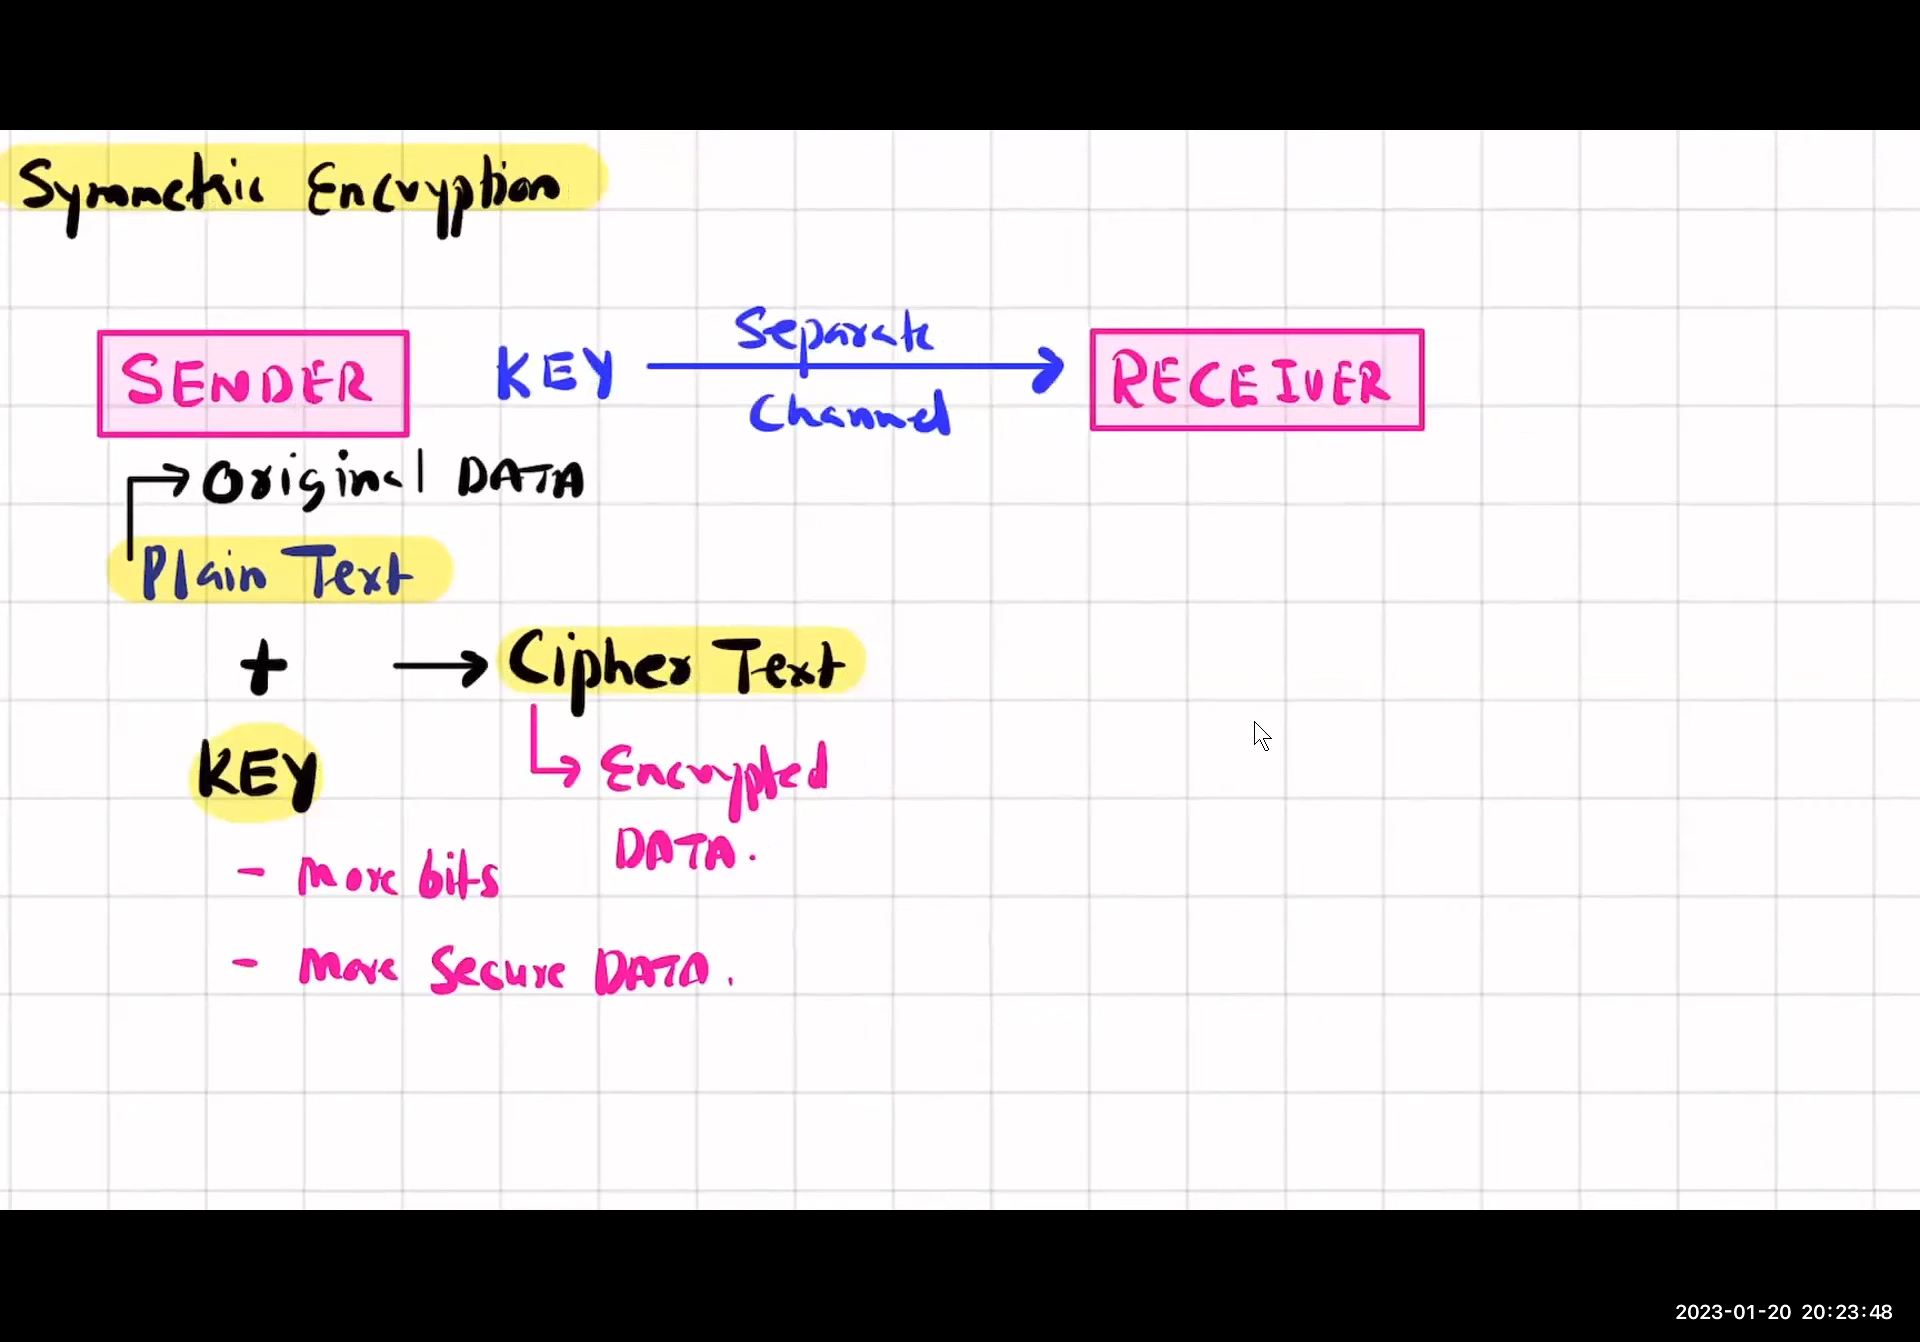 Symmetric Encryption
SENDER KEY Separate RECEIVER
Channel
Original DATA
Plain Text
+ → Cipher Text
KEY Encrypted
DATA.
- More bits
- More Secure DATA.
2023-01-20 20:23:48